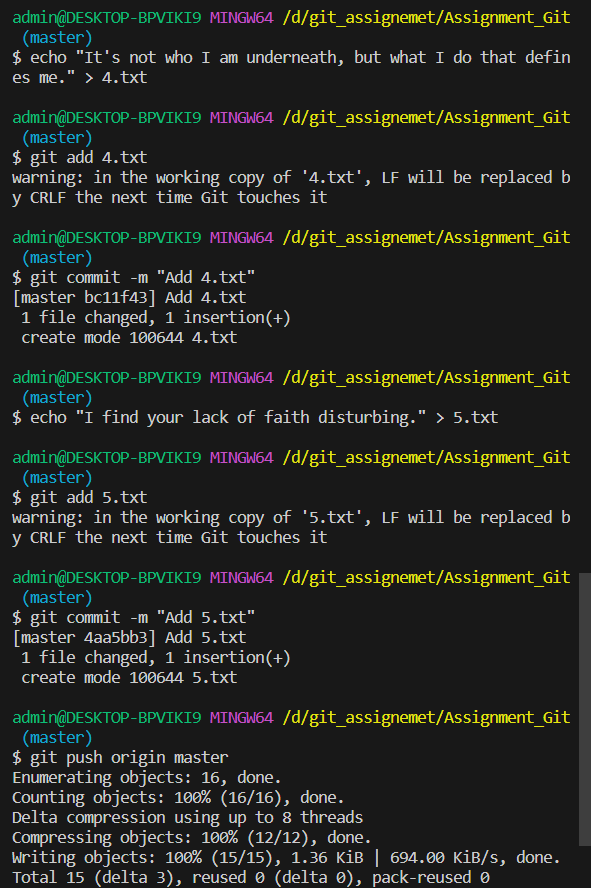 admin@DESKTOP-BPVIKI9 MINGW64 /d/git_assignemet/Assignment_Git
(master)
$ echo "It's not who I am underneath, but what I do that defin
es me." > 4.txt
admin@DESKTOP-BPVIKI9 MINGW64 /d/git_assignemet/Assignment_Git
(master)
$ git add 4.txt
warning: in the working copy of '4.txt', LF will be replaced b
y CRLF the next time Git touches it
admin@DESKTOP-BPVIKI9 MINGW64 /d/git_assignemet/Assignment_Git
(master)
$ git commit -m "Add 4.txt"
[master bc11f43] Add 4.txt
1 file changed, 1 insertion(+)
create mode 100644 4.txt
admin@DESKTOP-BPVIKI9 MINGW64 /d/git_assignemet/Assignment_Git
(master)
$ echo "I find your lack of faith disturbing." > 5.txt
admin@DESKTOP-BPVIKI9 MINGW64 /d/git_assignemet/Assignment_Git
(master)
$ git add 5.txt
warning: in the working copy of '5.txt', LF will be replaced b
y CRLF the next time Git touches it
admin@DESKTOP-BPVIKI9 MINGW64 /d/git_assignemet/Assignment_Git
(master)
$ git commit -m "Add 5.txt"
[master 4aa5bb3] Add 5.txt
1 file changed, 1 insertion(+)
create mode 100644 5.txt
admin@DESKTOP-BPVIKI9 MINGW64 /d/git_assignemet/Assignment_Git
(master)
$ git push origin master
Enumerating objects: 16, done.
Counting objects: 100% (16/16), done.
Delta compression using up to 8 threads
Compressing objects: 100% (12/12), done.
Writing objects: 100% (15/15), 1.36 KiB | 694.00 KiB/s, done.
Total 15 (delta 3), reused 0 (delta 0), pack-reused 0